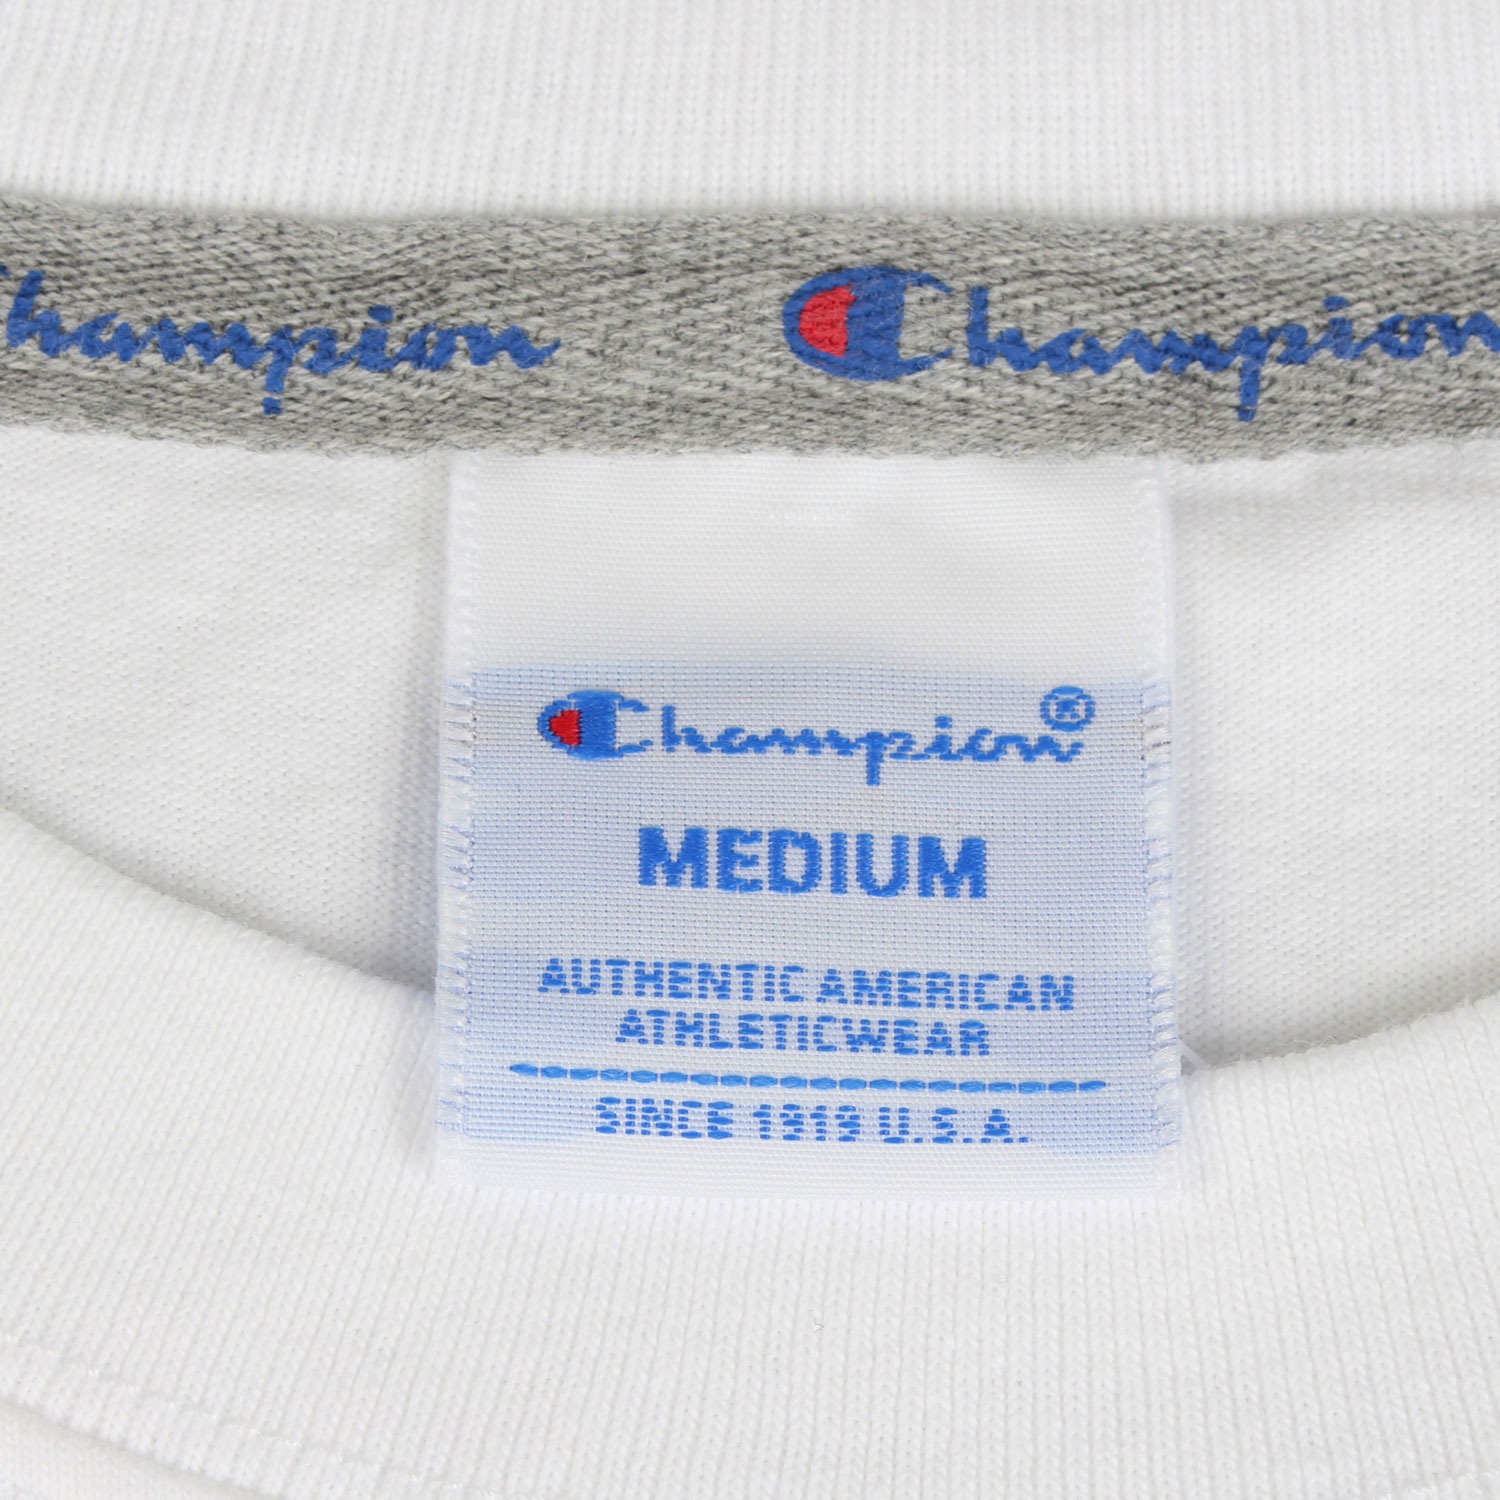 Champion
Champion
Champion®
MEDIUM
AUTHENTIC AMERICAN
ATHLETICWEAR
SINCE 1919 U.S.A.